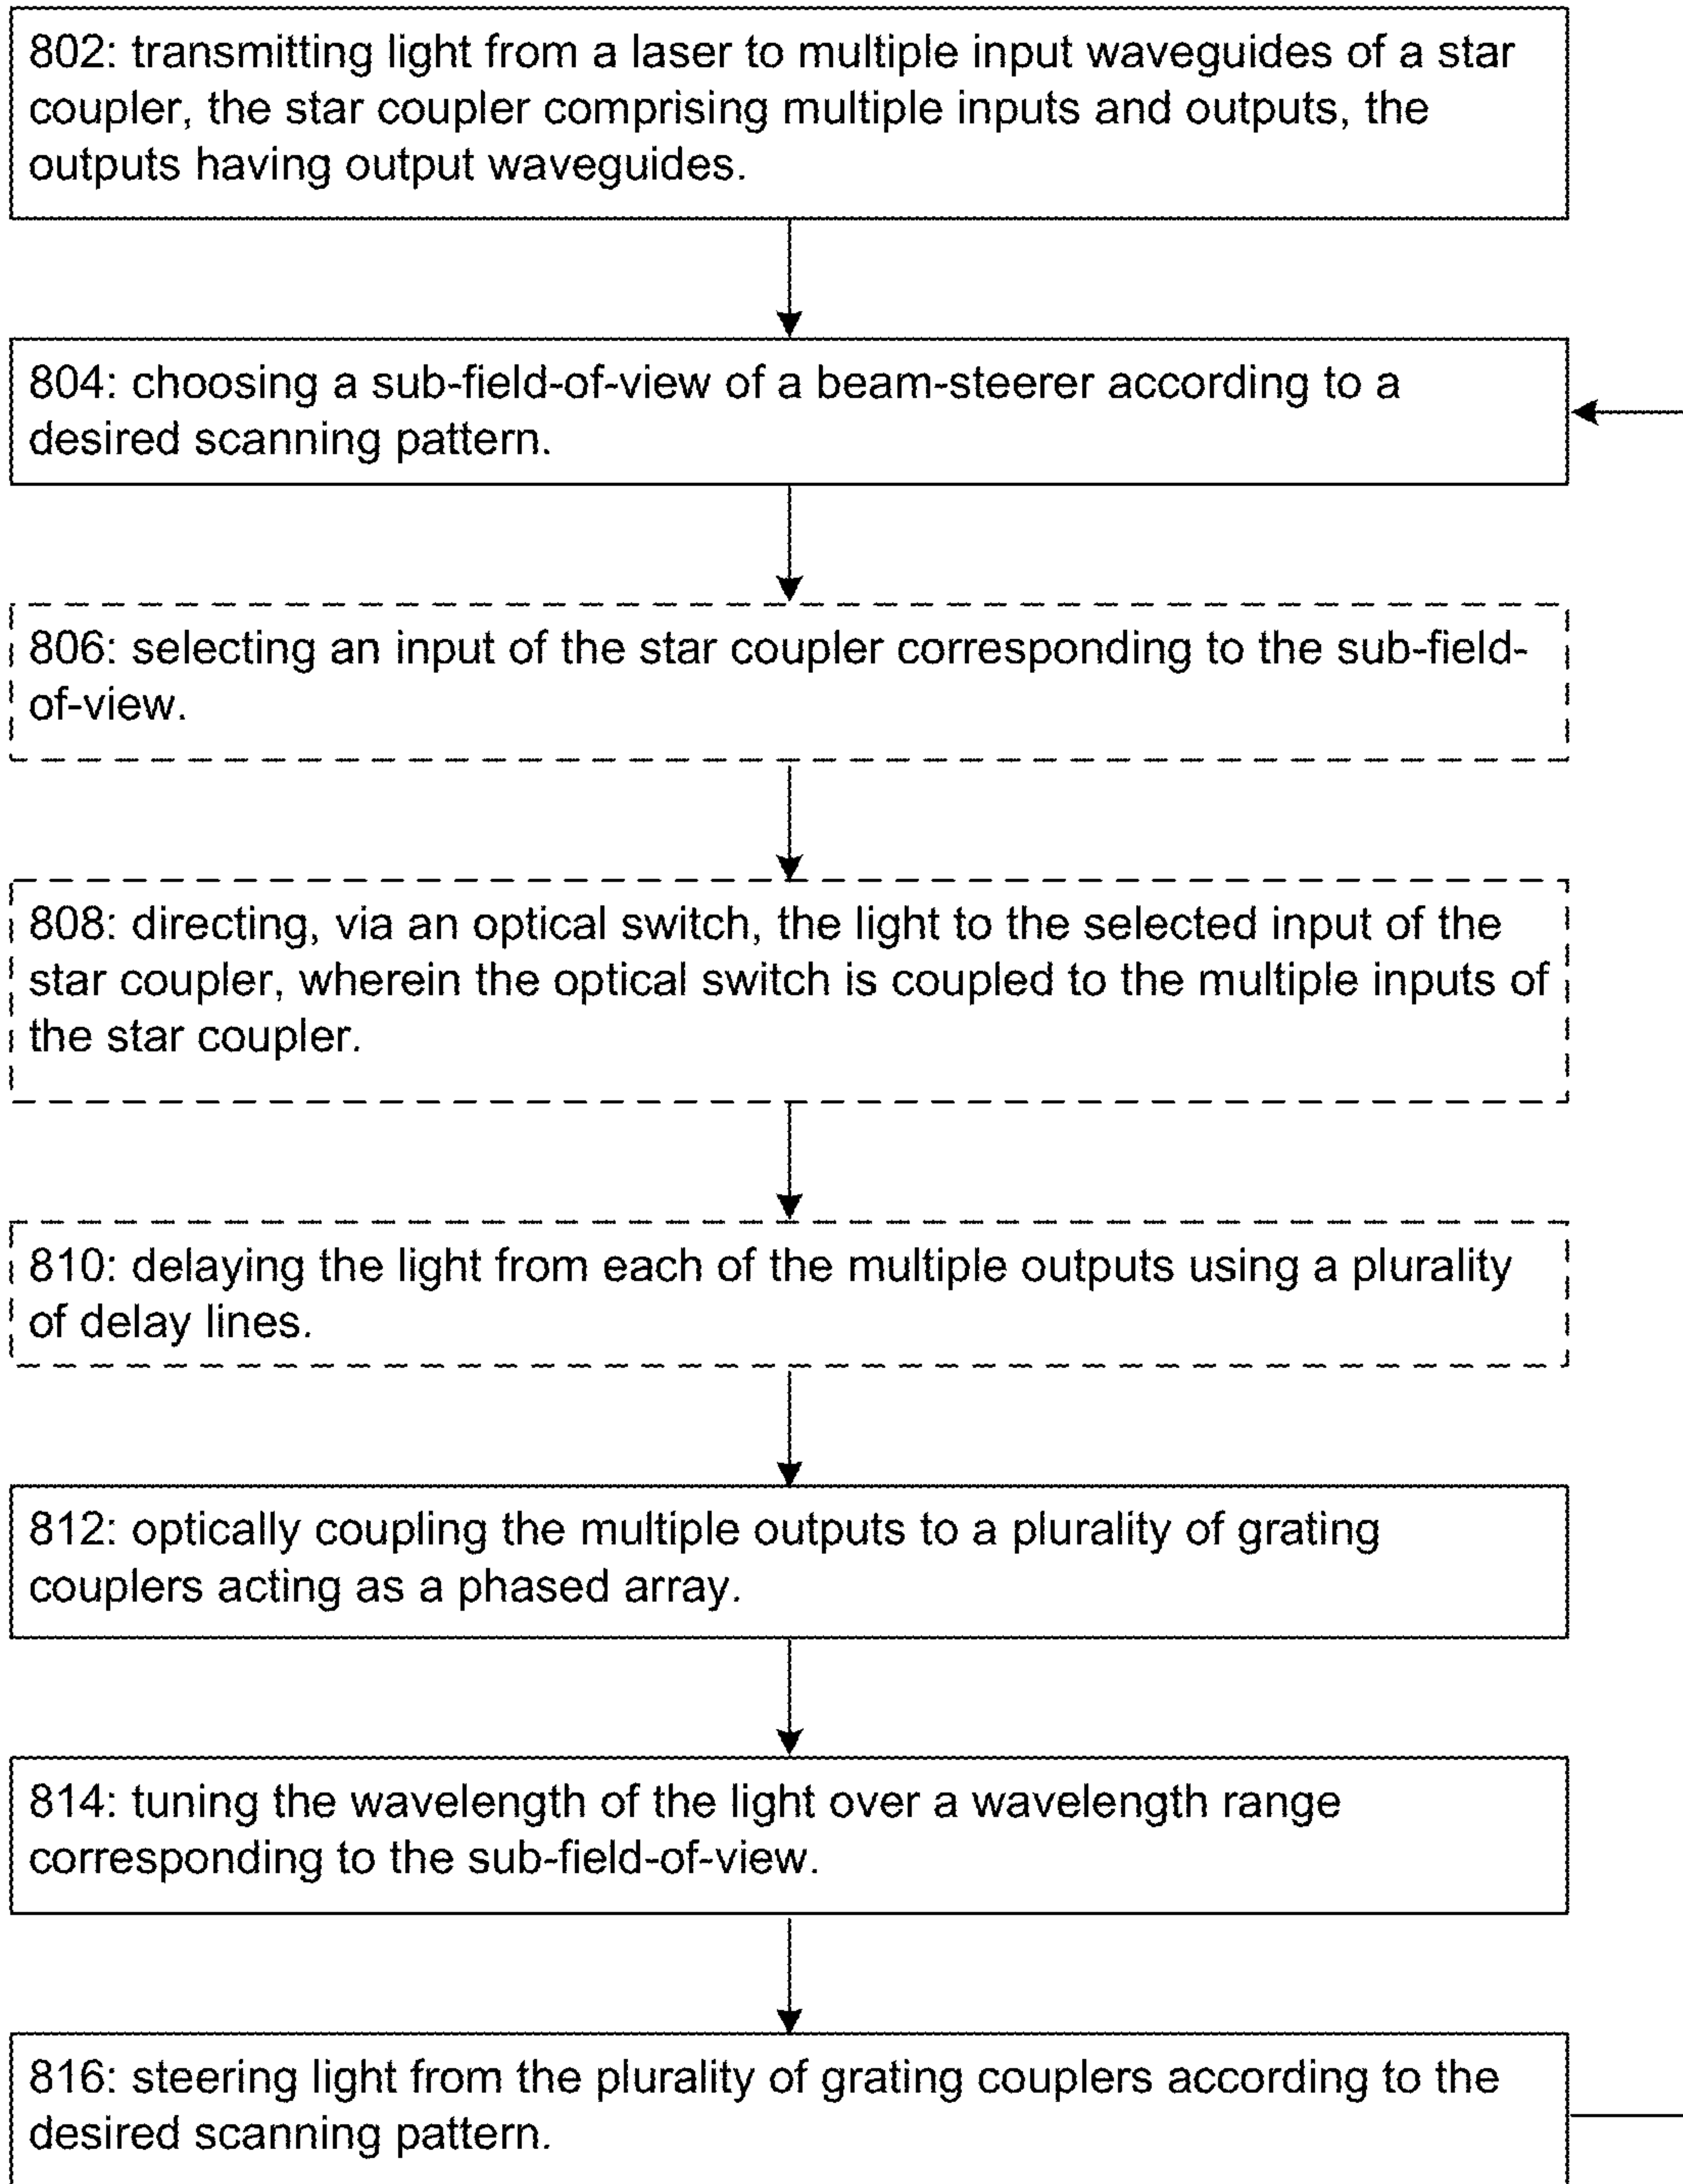 802: transmitting light from a laser to multiple input waveguides of a star
coupler, the star coupler comprising multiple inputs and outputs, the
outputs having output waveguides.
804: choosing a sub-field-of-view of a beam-steerer according to a
desired scanning pattern.
806: selecting an input of the star coupler corresponding to the sub-field-
of-view.
808: directing, via an optical switch, the light to the selected input of the
star coupler, wherein the optical switch is coupled to the multiple inputs of
the star coupler.
810: delaying the light from each of the multiple outputs using a plurality
of delay lines.
812: optically coupling the multiple outputs to a plurality of grating
couplers acting as a phased array.
814: tuning the wavelength of the light over a wavelength range
corresponding to the sub-field-of-view.
816: steering light from the plurality of grating couplers according to the
desired scanning pattern.